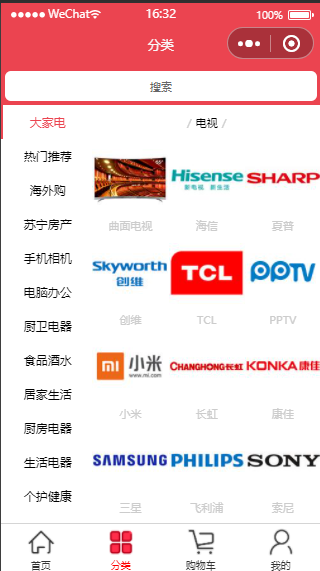 WeChat 16:32 100%
分类
搜索
大家电
热门推荐
海外购
苏宁房产
手机相机
电脑办公
厨卫电器
食品酒水
居家生活
厨房电器
生活电器
个护健康
/ 电视 /
65"
Hisense
SHARP
曲面电视 海信 夏普
Skyworth
创维
TCL
PPTV
创维 TCL PPTV
小米
www.mi.com
CHANGHONG长虹
KONKA康佳
小米 长虹 康佳
SAMSUNG PHILIPS SONY
三星 飞利浦 索尼
首页 分类 购物车 我的